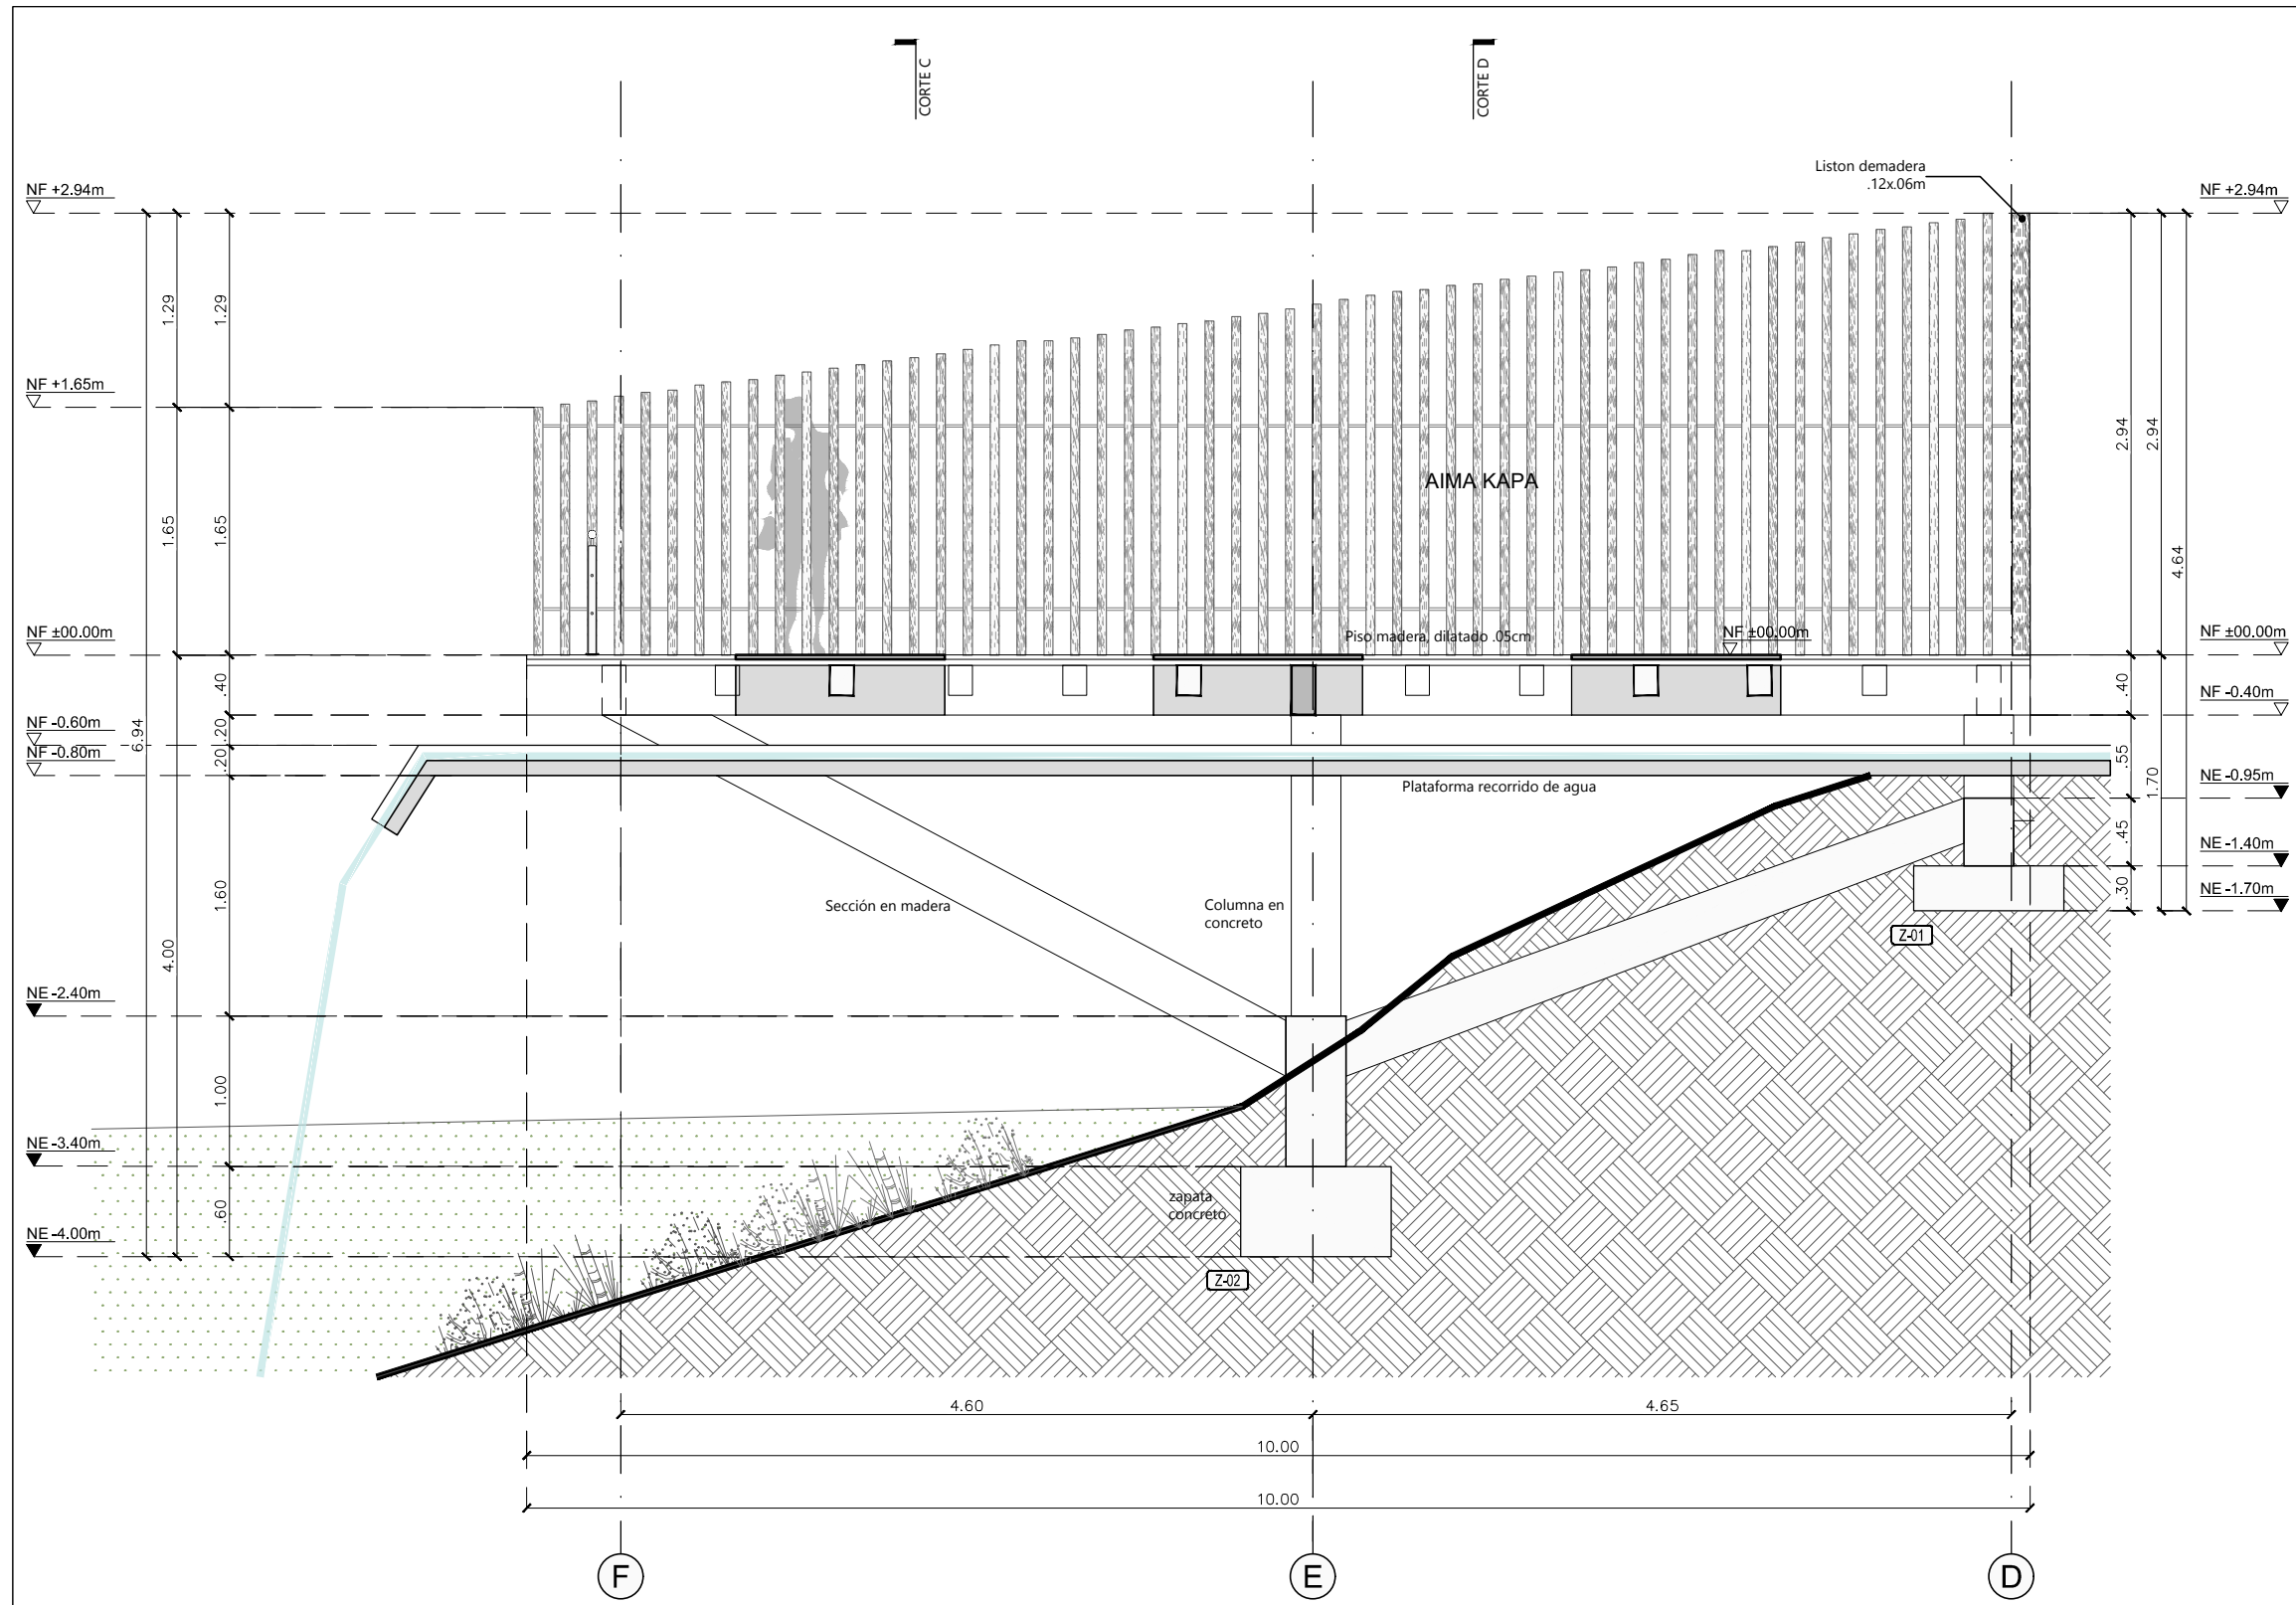 CORTE C
CORTE D
Liston demadera
.12x.06m
NF +2.94m
NF +2.94m
1.29
1.29
NF +1.65m
2.94
2.94
AIMA KAPA
1.65
1.65
4.64
NF ±00.00m
Piso madera, dilatado .05cm
NF ±00.00m
NF ±00.00m
.40
.40
NF -0.40m
NF -0.60m
.20
6.94
NF -0.80m
.20
.55
Plataforma recorrido de agua
1.70
NE -0.95m
.45
NE -1.40m
.30
NE -1.70m
1.60
Sección en madera
Columna en
concreto
Z-01
4.00
NE -2.40m
1.00
NE -3.40m
.60
zapata
concreto
NE -4.00m
Z-02
4.60
4.65
10.00
10.00
F
E
D